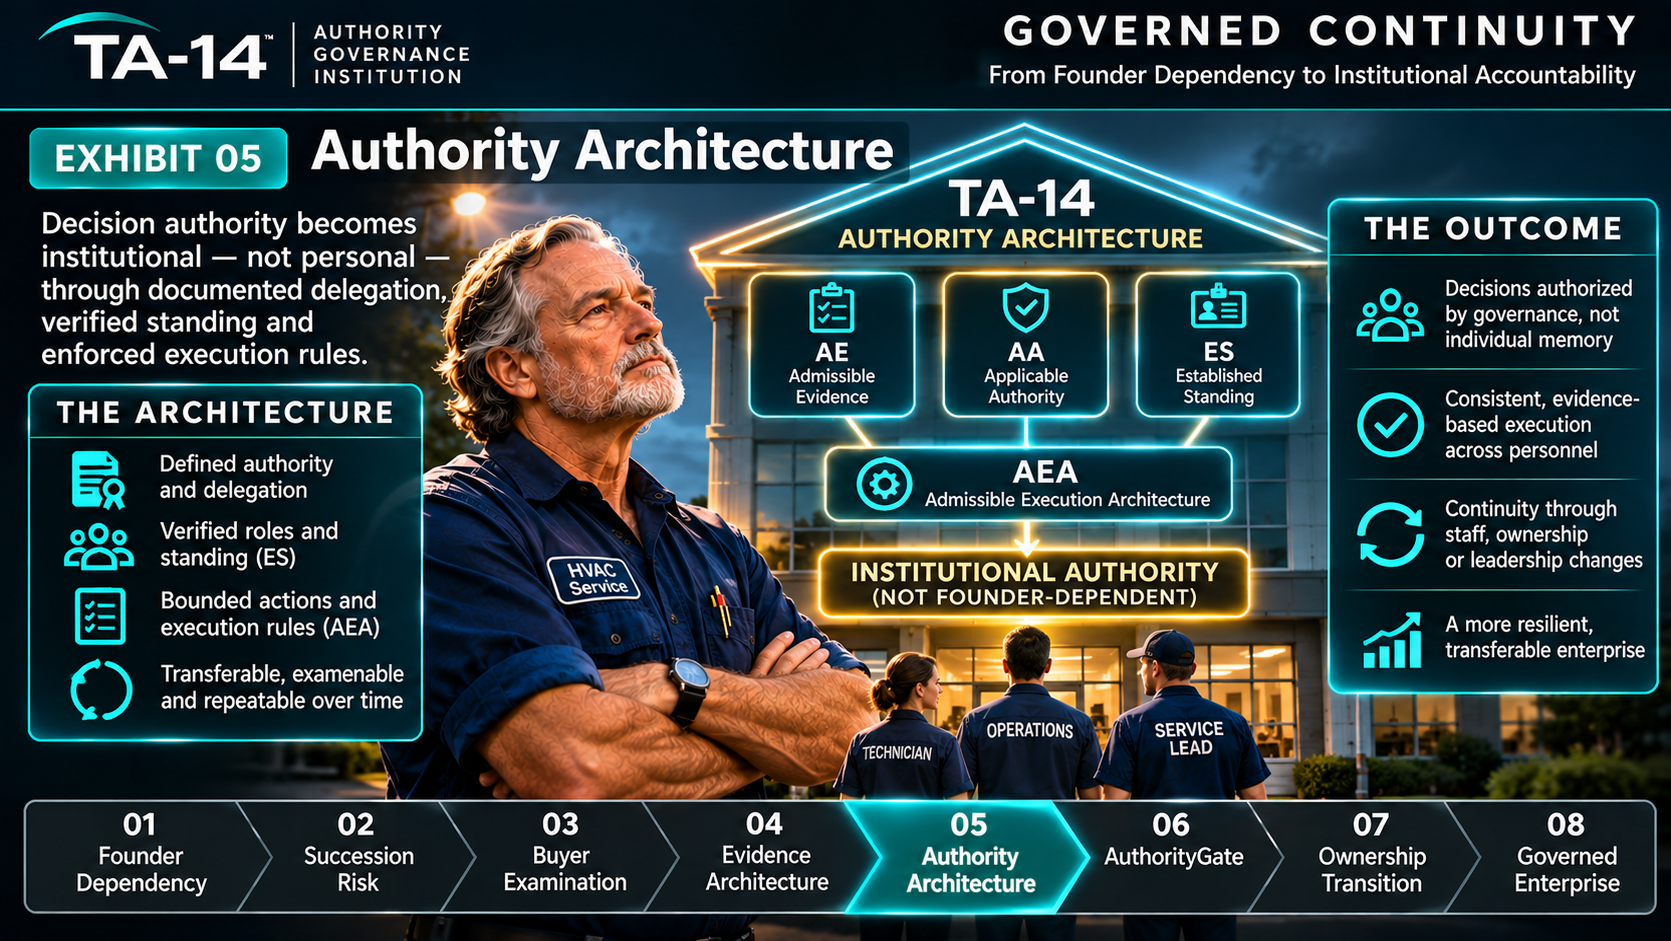 TA-14™
AUTHORITY
GOVERNANCE
INSTITUTION
GOVERNED CONTINUITY
From Founder Dependency to Institutional Accountability
EXHIBIT 05
Authority Architecture
Decision authority becomes
institutional — not personal —
through documented delegation,
verified standing and
enforced execution rules.
THE ARCHITECTURE
Defined authority
and delegation
Verified roles and
standing (ES)
Bounded actions and
execution rules (AEA)
Transferable, examenable
and repeatable over time
HVAC
Service
TA-14
AUTHORITY ARCHITECTURE
AE
Admissible
Evidence
AA
Applicable
Authority
ES
Established
Standing
AEA
Admissible Execution Architecture
INSTITUTIONAL AUTHORITY
(NOT FOUNDER-DEPENDENT)
TECHNICIAN
OPERATIONS
SERVICE
LEAD
THE OUTCOME
Decisions authorized
by governance, not
individual memory
Consistent, evidence-
based execution
across personnel
Continuity through
staff, ownership
or leadership changes
A more resilient,
transferable enterprise
01
Founder
Dependency
02
Succession
Risk
03
Buyer
Examination
04
Evidence
Architecture
05
Authority
Architecture
06
AuthorityGate
07
Ownership
Transition
08
Governed
Enterprise